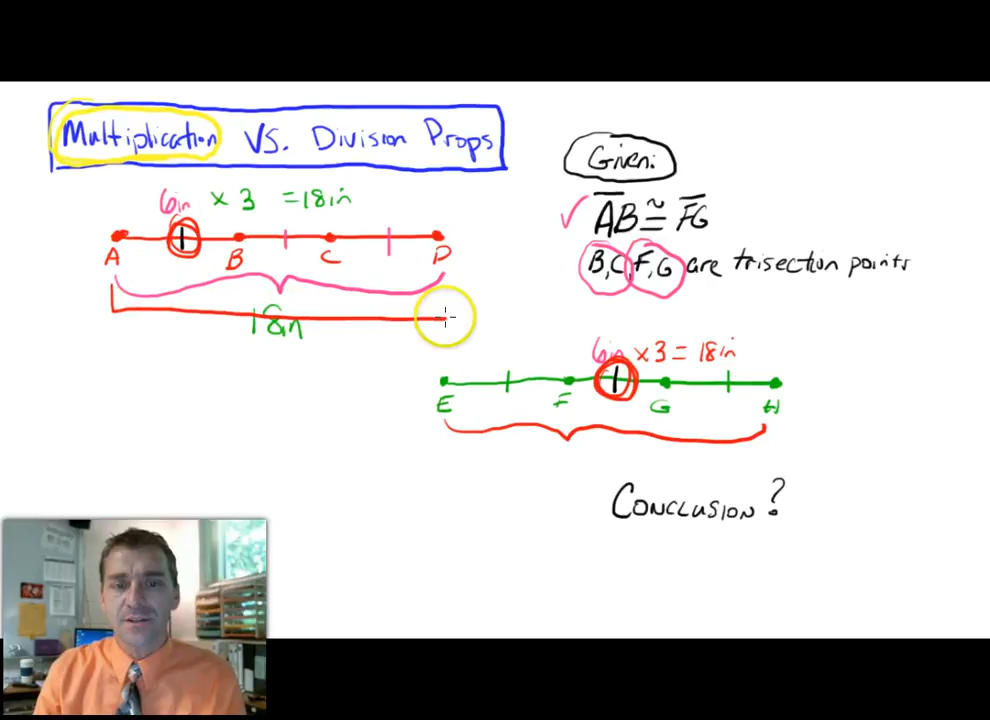 Multiplication VS. Division Props
6in × 3 = 18in
A B C D
18in
Given:
AB ≅ FG
B,C F,G are trisection points
6in × 3 = 18in
E F G H
CONCLUSION?